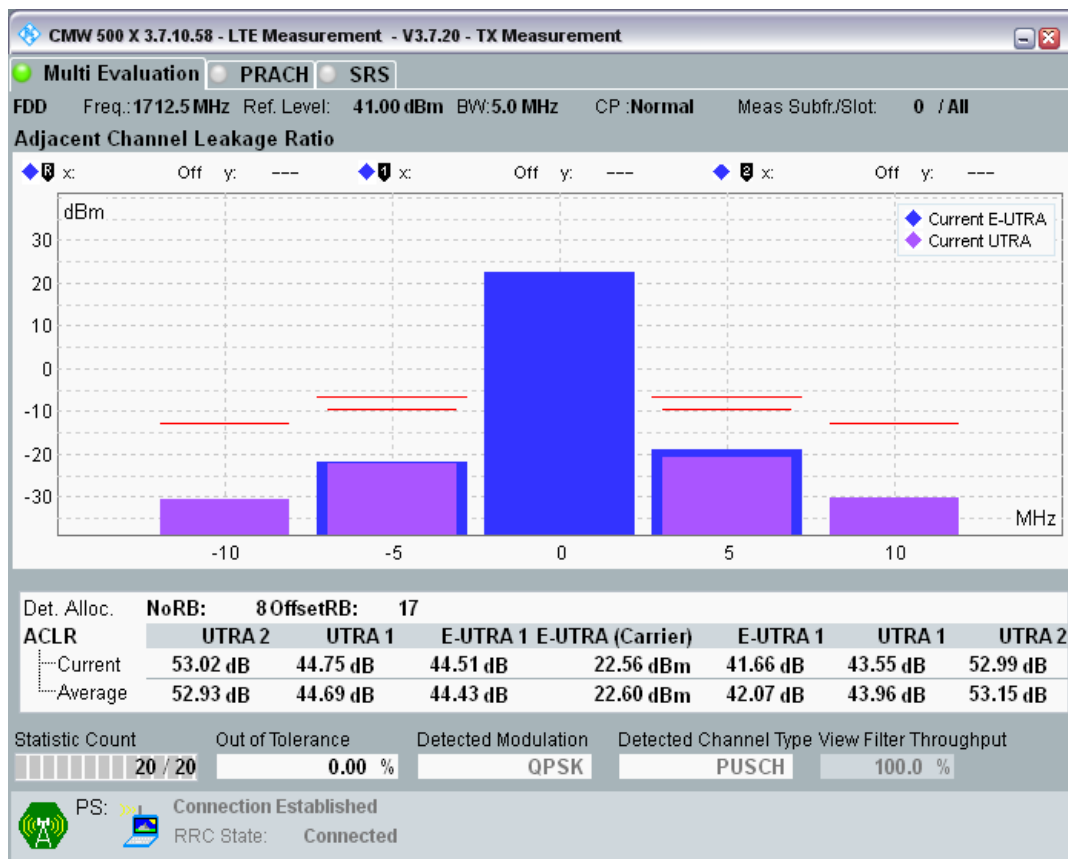 CMW 500 X 3.7.10.58 - LTE Measurement - V3.7.20 - TX Measurement
Multi Evaluation PRACH SRS
FDD Freq.:1712.5 MHz Ref. Level: 41.00 dBm BW:5.0 MHz CP :Normal Meas Subfr./Slot: 0 / All
Adjacent Channel Leakage Ratio
R x: Off y: --- 1 x: Off y: --- 2 x: Off y: ---
dBm
Current E-UTRA
Current UTRA
30
20
10
0
-10
-20
-30
MHz
-10 -5 0 5 10
Det. Alloc. NoRB: 8 OffsetRB: 17
ACLR UTRA 2 UTRA 1 E-UTRA 1 E-UTRA (Carrier) E-UTRA 1 UTRA 1 UTRA 2
Current 53.02 dB 44.75 dB 44.51 dB 22.56 dBm 41.66 dB 43.55 dB 52.99 dB
Average 52.93 dB 44.69 dB 44.43 dB 22.60 dBm 42.07 dB 43.96 dB 53.15 dB
Statistic Count Out of Tolerance Detected Modulation Detected Channel Type View Filter Throughput
20 / 20 0.00 % QPSK PUSCH 100.0 %
PS: Connection Established
RRC State: Connected